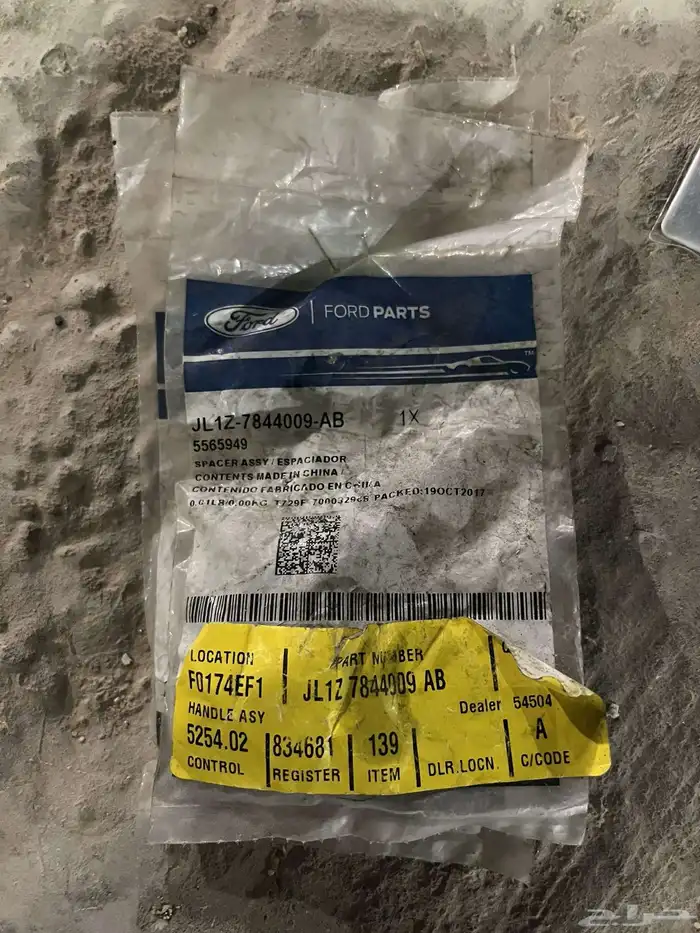 Ford | FORD PARTS
TM
JL1Z-7844009-AB 1X
5565949
SPACER ASSY / ESPACIADOR
CONTENTS MADE IN CHINA /
CONTENIDO FABRICADO EN CHINA
PACKED:19OCT2017
LOCATION PART NUMBER
F0174EF1 JL1Z 7844009 AB
HANDLE ASY Dealer 54504
5254.02 834681 139 A
CONTROL REGISTER ITEM DLR.LOCN. C/CODE
حراج